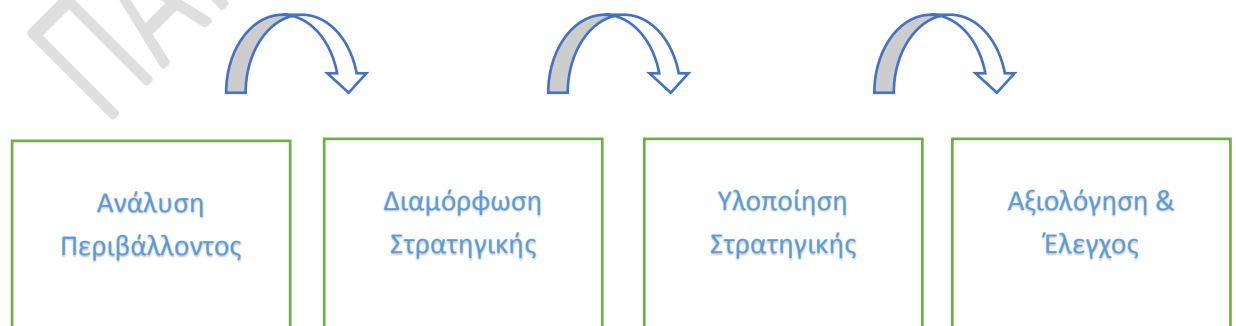 Ανάλυση
Περιβάλλοντος
Διαμόρφωση
Στρατηγικής
Υλοποίηση
Στρατηγικής
Αξιολόγηση &
Έλεγχος